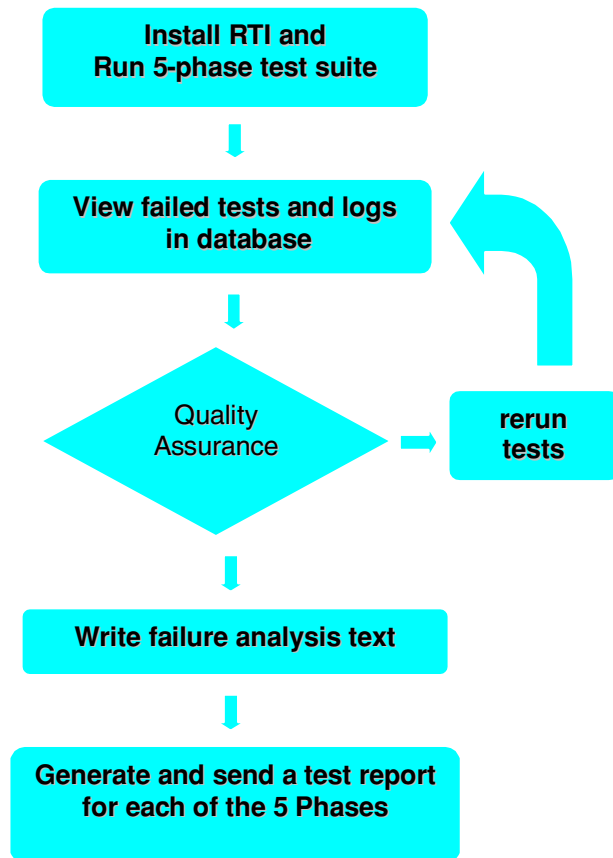 Install RTI and
Run 5-phase test suite
View failed tests and logs
in database
Quality
Assurance
rerun
tests
Write failure analysis text
Generate and send a test report
for each of the 5 Phases